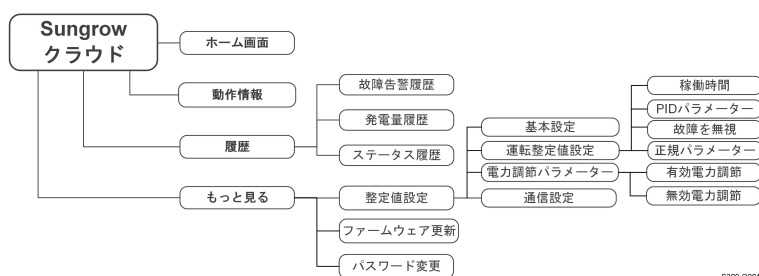 Sungrow
クラウド
ホーム画面
動作情報
履歴
もっと見る
故障告警履歴
発電量履歴
ステータス履歴
整定値設定
ファームウェア更新
パスワード変更
基本設定
運転整定値設定
電力調節パラメーター
通信設定
稼働時間
PIDパラメーター
故障を無視
正規パラメーター
有効電力調節
無効電力調節